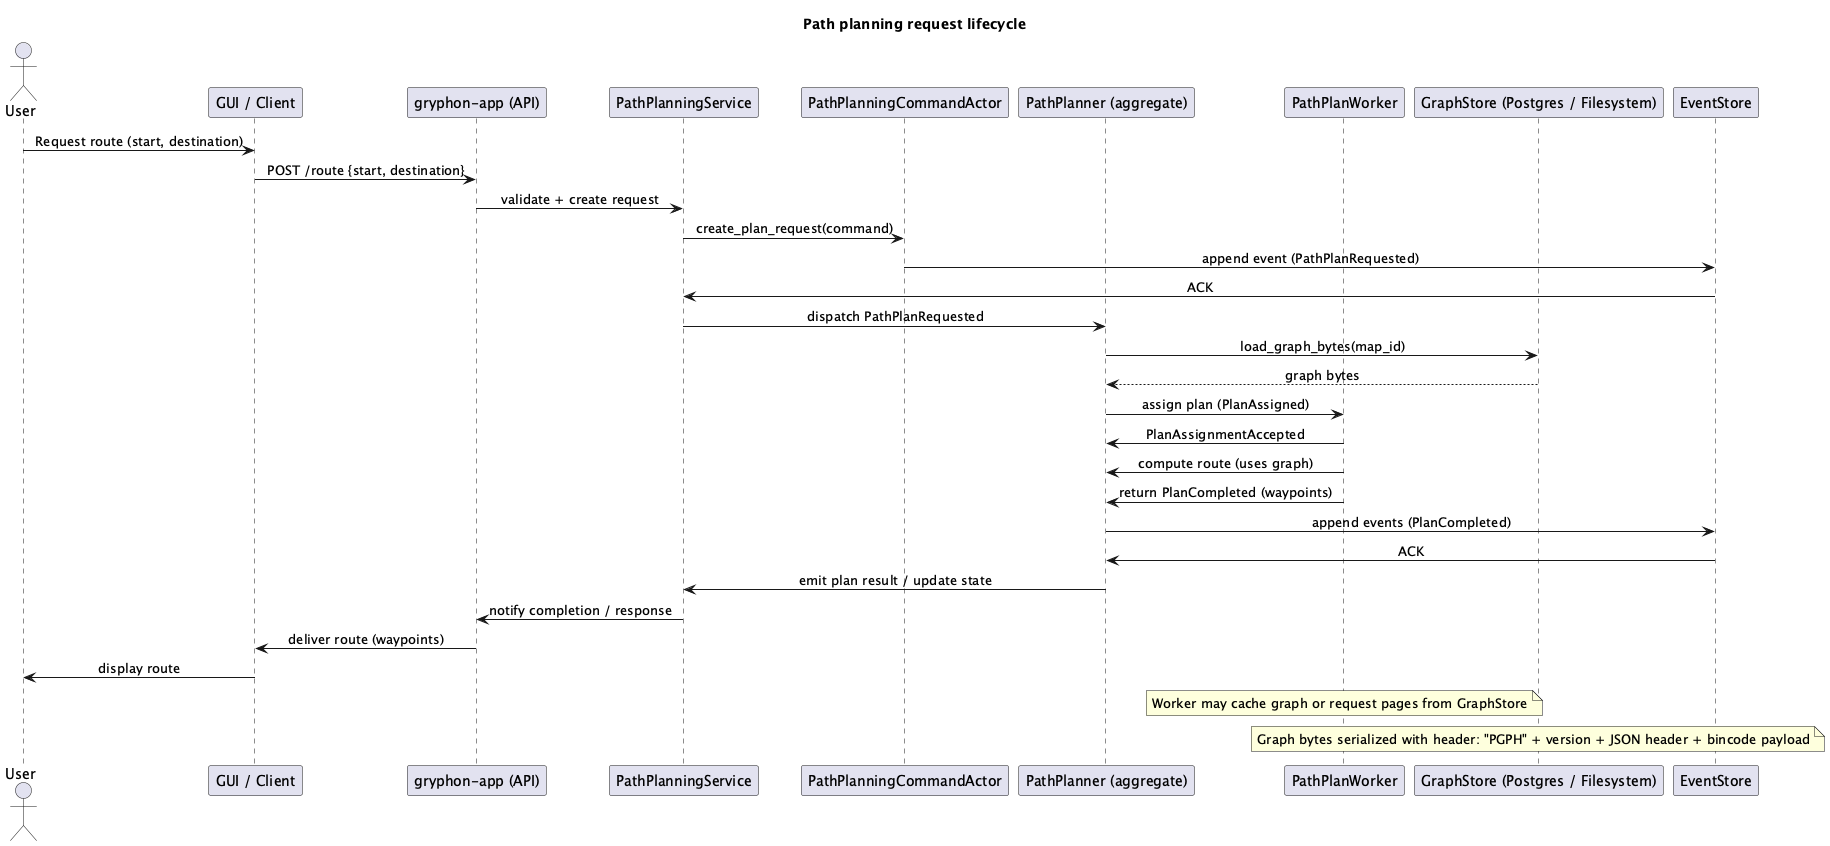 Path planning request lifecycle
User
GUI / Client
gryphon-app (API)
PathPlanningService
PathPlanningCommandActor
PathPlanner (aggregate)
PathPlanWorker
GraphStore (Postgres / Filesystem)
EventStore
Request route (start, destination)
POST /route {start, destination}
validate + create request
create_plan_request(command)
append event (PathPlanRequested)
ACK
dispatch PathPlanRequested
load_graph_bytes(map_id)
graph bytes
assign plan (PlanAssigned)
PlanAssignmentAccepted
compute route (uses graph)
return PlanCompleted (waypoints)
append events (PlanCompleted)
ACK
emit plan result / update state
notify completion / response
deliver route (waypoints)
display route
Worker may cache graph or request pages from GraphStore
Graph bytes serialized with header: "PGPH" + version + JSON header + bincode payload
User
GUI / Client
gryphon-app (API)
PathPlanningService
PathPlanningCommandActor
PathPlanner (aggregate)
PathPlanWorker
GraphStore (Postgres / Filesystem)
EventStore